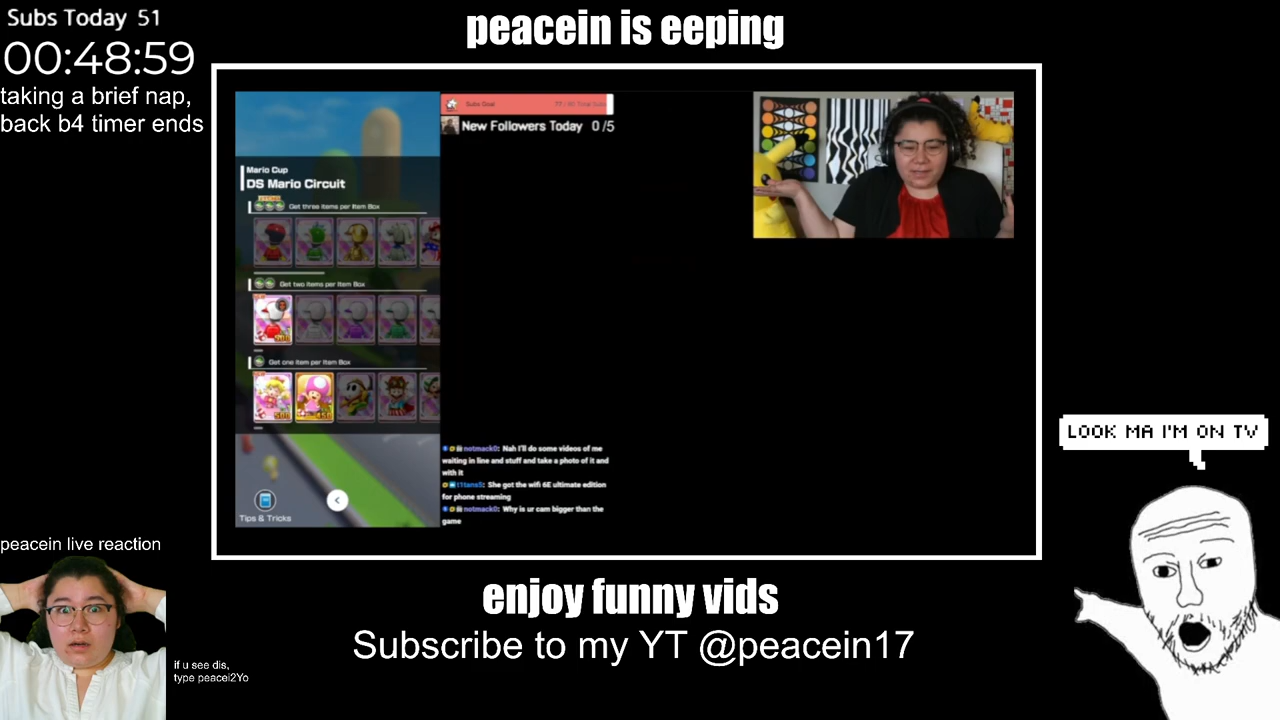 Subs Today 51
00:48:59
taking a brief nap,
back b4 timer ends
peacein is eeping
Subs Goal
New Followers Today 0 /5
Mario Cup
DS Mario Circuit
Get three items per Item Box
Get two items per Item Box
Get one item per Item Box
Tips & Tricks
notmack0: Nah I'll do some videos of me
waiting in line and stuff and take a photo of it and
with it
t1tans5: She got the wifi 6E ultimate edition
for phone streaming
notmack0: Why is ur cam bigger than the
game
LOOK MA I'M ON TV
peacein live reaction
if u see dis,
type peacei2Yo
enjoy funny vids
Subscribe to my YT @peacein17